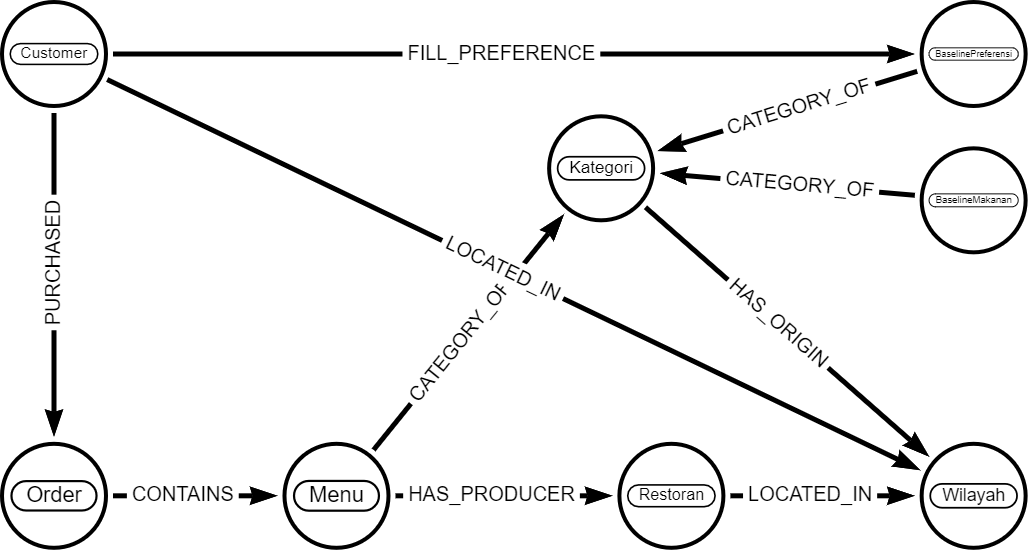 Customer
FILL_PREFERENCE
BaselinePreferensi
CATEGORY_OF
Kategori
CATEGORY_OF
BaselineMakanan
PURCHASED
LOCATED_IN
CATEGORY_OF
HAS_ORIGIN
Order
CONTAINS
Menu
HAS_PRODUCER
Restoran
LOCATED_IN
Wilayah